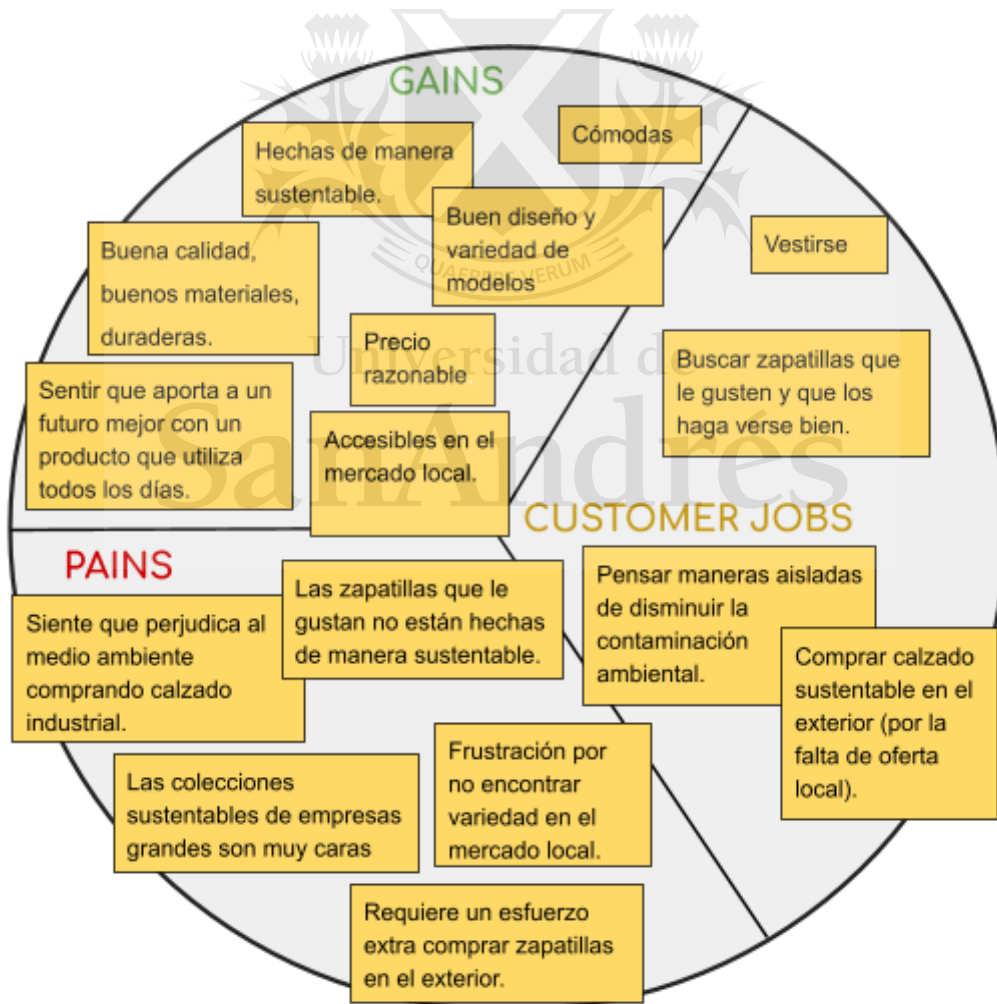 GAINS
Cómodas
Hechas de manera
sustentable.
Buen diseño y
variedad de
modelos
Buena calidad,
buenos materiales,
duraderas.
Precio
razonable.
Sentir que aporta a un
futuro mejor con un
producto que utiliza
todos los días.
Accesibles en el
mercado local.
Vestirse
Buscar zapatillas que
le gusten y que los
haga verse bien.
CUSTOMER JOBS
Pensar maneras aisladas
de disminuir la
contaminación
ambiental.
Comprar calzado
sustentable en el
exterior (por la
falta de oferta
local).
PAINS
Las zapatillas que le
gustan no están hechas
de manera sustentable.
Siente que perjudica al
medio ambiente
comprando calzado
industrial.
Frustración por
no encontrar
variedad en el
mercado local.
Las colecciones
sustentables de empresas
grandes son muy caras
Requiere un esfuerzo
extra comprar zapatillas
en el exterior.
QUAERERE VERUM
Universidad de
SanAndrés